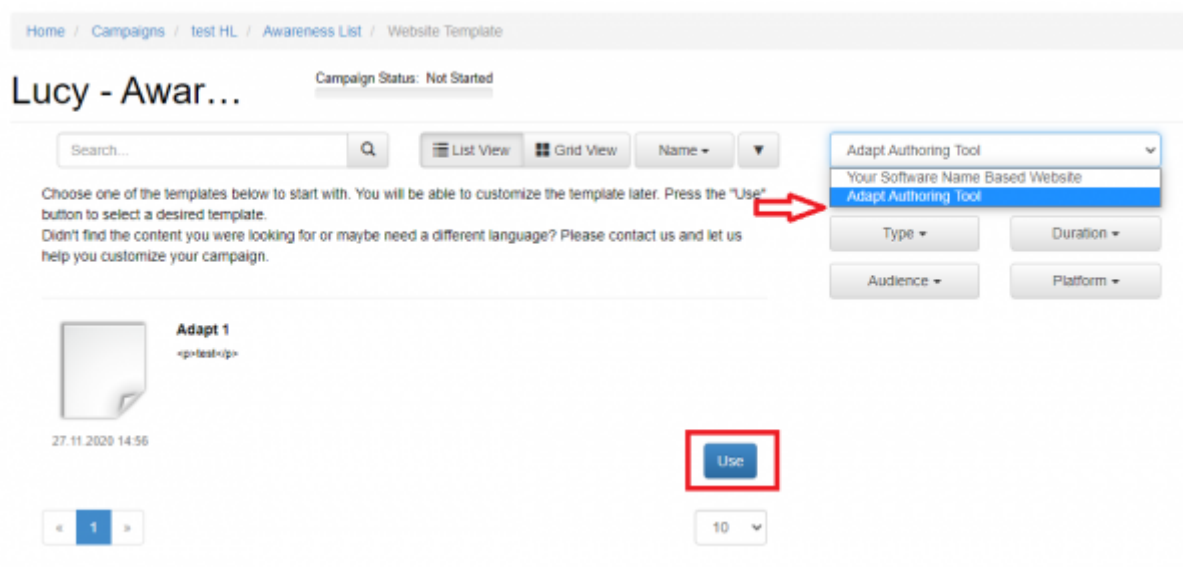 Home / Campaigns / test HL / Awareness List / Website Template
Lucy - Awar...
Campaign Status: Not Started
Search...
List View
Grid View
Name
Adapt Authoring Tool
Your Software Name Based Website
Adapt Authoring Tool
Choose one of the templates below to start with. You will be able to customize the template later. Press the "Use"
button to select a desired template.
Didn't find the content you were looking for or maybe need a different language? Please contact us and let us
help you customize your campaign.
Type
Duration
Audience
Platform
Adapt 1
<p>test</p>
27.11.2020 14:56
Use
« 1 »
10